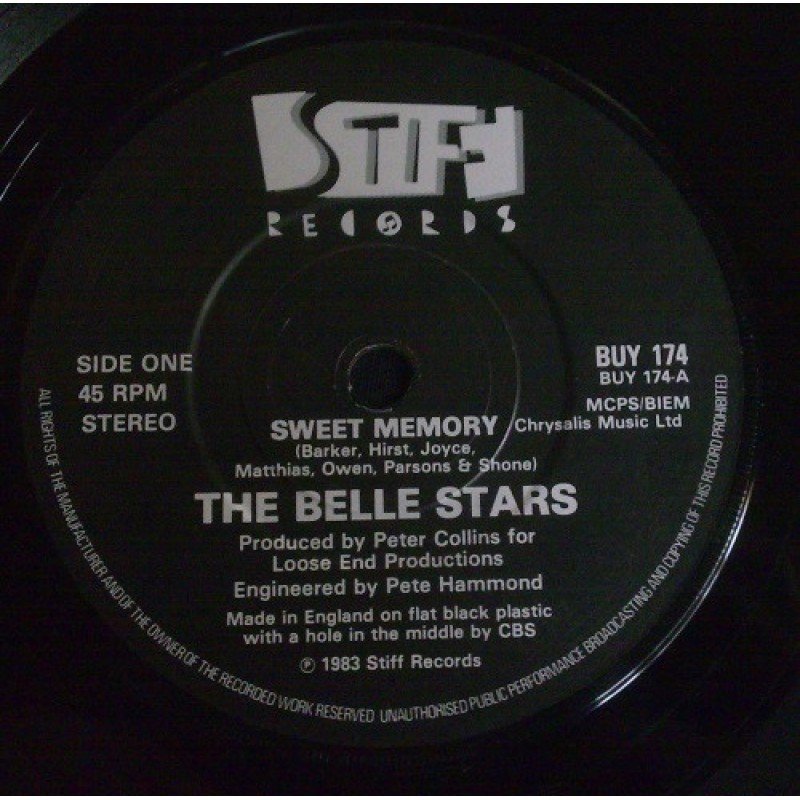 STIFF
RECORDS
SIDE ONE
45 RPM
STEREO
BUY 174
BUY 174-A
MCPS/BIEM
Chrysalis Music Ltd
SWEET MEMORY
(Barker, Hirst, Joyce,
Matthias, Owen, Parsons & Shone)
THE BELLE STARS
Produced by Peter Collins for
Loose End Productions
Engineered by Pete Hammond
Made in England on flat black plastic
with a hole in the middle by CBS
℗ 1983 Stiff Records
ALL RIGHTS OF THE MANUFACTURER AND OF THE OWNER OF THE RECORDED WORK RESERVED UNAUTHORISED PUBLIC PERFORMANCE BROADCASTING AND COPYING OF THIS RECORD PROHIBITED